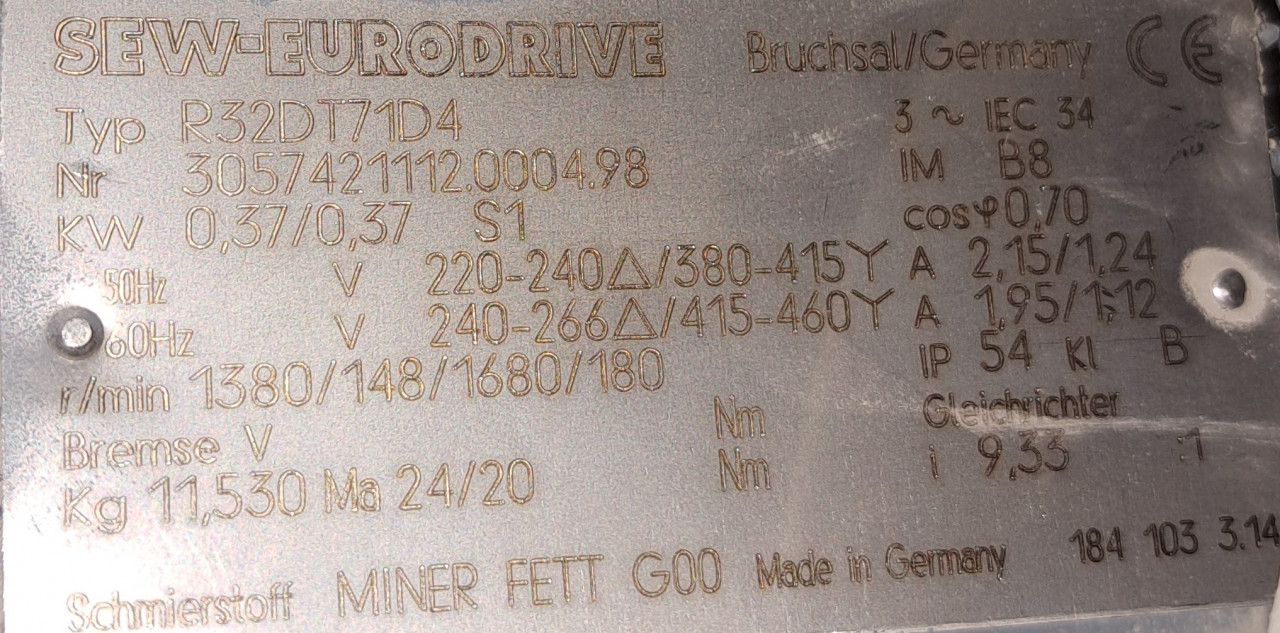 SEW-EURODRIVE Bruchsal/Germany CE
Typ R32DT71D4 3 ~ IEC 34
Nr 3057421112.0004.98 IM B8
KW 0,37/0,37 S1 cosφ 0,70
50Hz V 220-240△/380-415Y A 2,15/1,24
60Hz V 240-266△/415-460Y A 1,95/1,12
r/min 1380/148/1680/180 IP 54 Kl B
Bremse V Nm Gleichrichter
Kg 11,530 Ma 24/20 Nm i 9,33 :1
Schmierstoff MINER FETT G00 Made in Germany 184 103 3.14